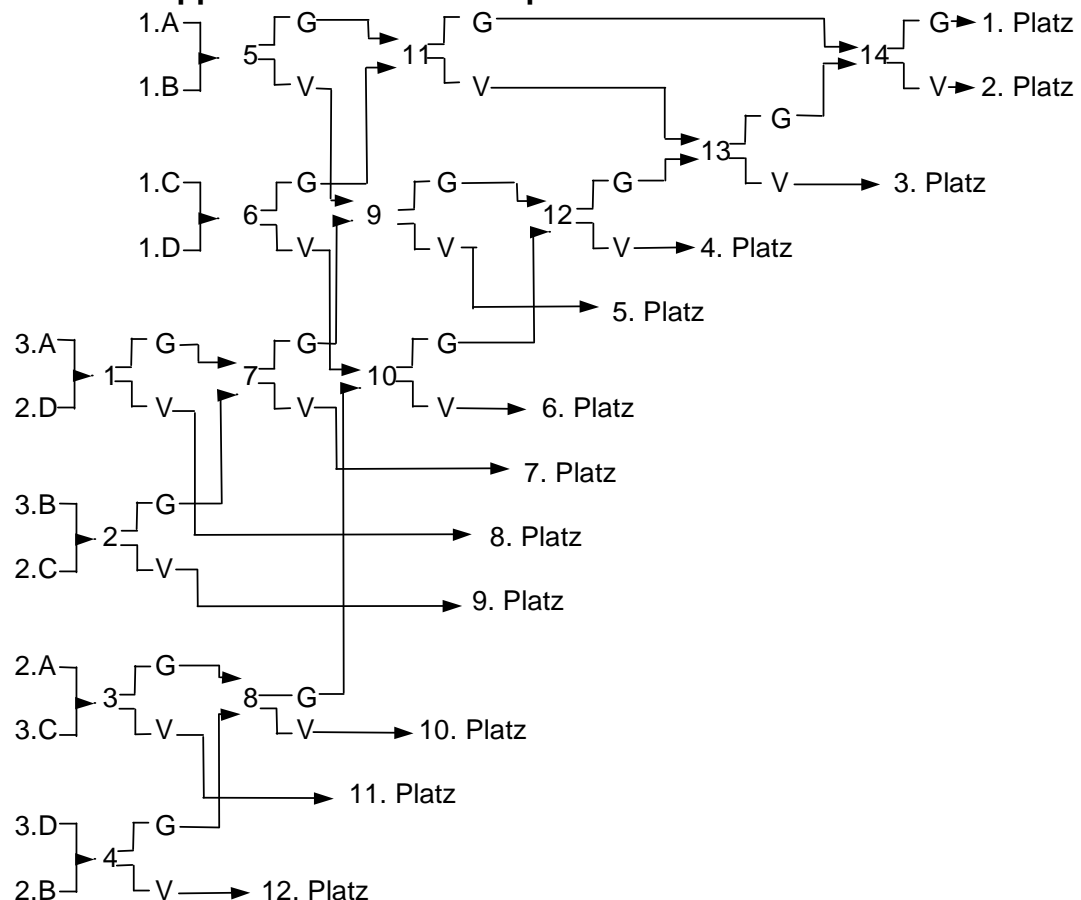 1.A G G G 1. Platz
5 11 14
1.B V V V 2. Platz
G
13
1.C G G G V 3. Platz
6 9 12
1.D V V V 4. Platz
5. Platz
3.A G G G
1 7 10
2.D V V V 6. Platz
7. Platz
3.B G
2 8. Platz
2.C V
9. Platz
2.A G
3 8 G
3.C V V 10. Platz
11. Platz
3.D G
4
2.B V 12. Platz